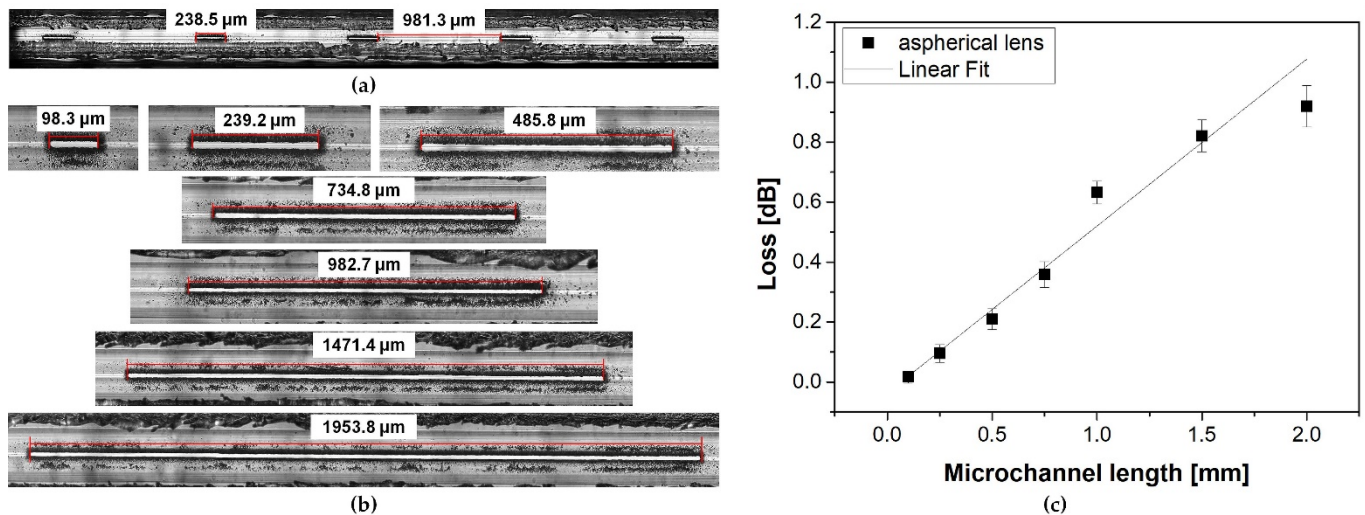 238.5 µm
981.3 µm
(a)
98.3 µm
239.2 µm
485.8 µm
734.8 µm
982.7 µm
1471.4 µm
1953.8 µm
(b)
aspherical lens
Linear Fit
Loss [dB]
1.2
1.0
0.8
0.6
0.4
0.2
0.0
0.0 0.5 1.0 1.5 2.0
Microchannel length [mm]
(c)